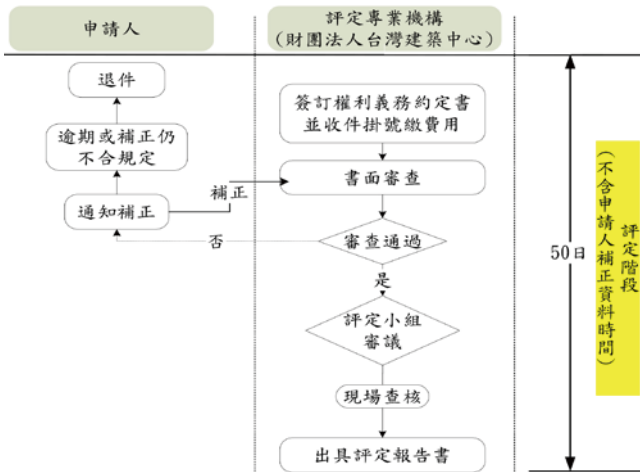 申請人
評定專業機構
(財團法人台灣建築中心)
退件
逾期或補正仍
不合規定
通知補正
補正
否
簽訂權利義務約定書
並收件掛號繳費用
書面審查
審查通過
是
評定小組
審議
現場查核
出具評定報告書
50日
評定階段
(不含申請人補正資料時間)